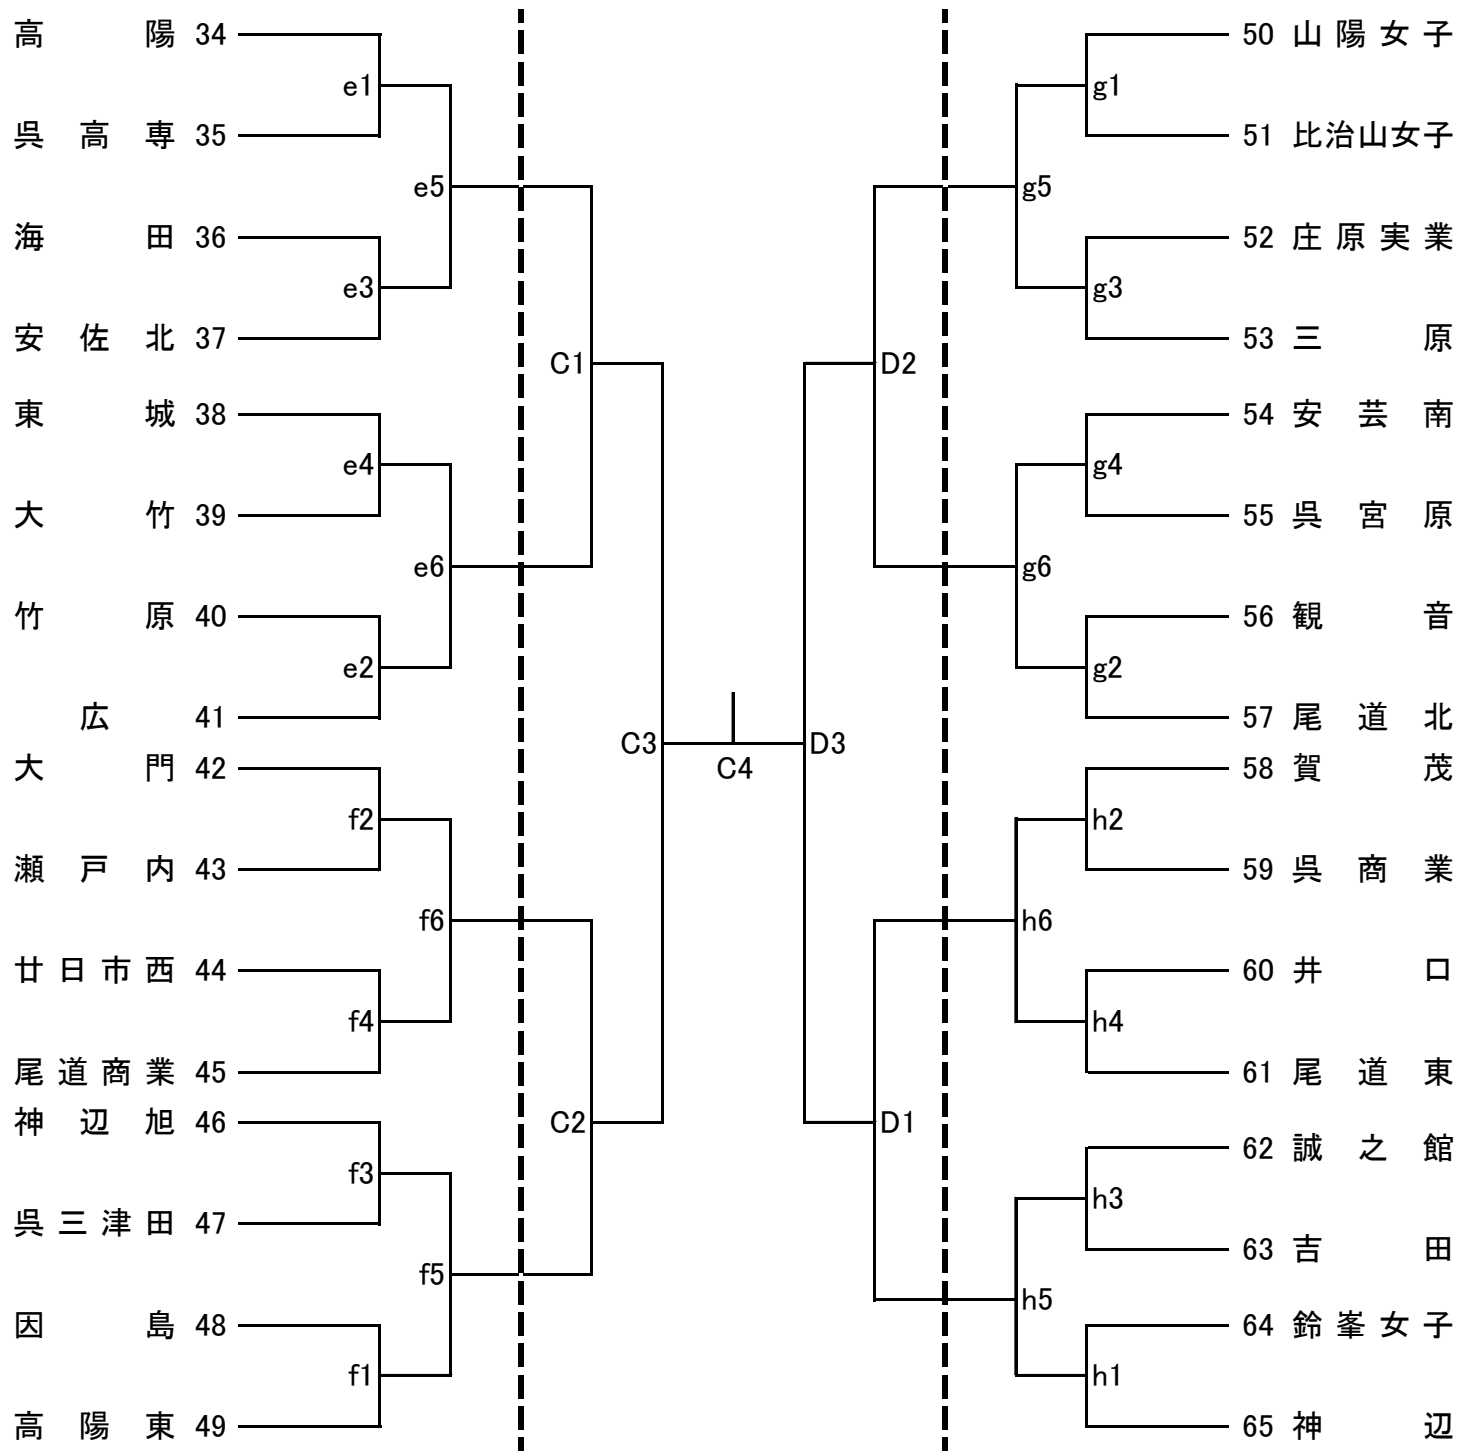 高陽 34
e1
呉高専 35
e5
海田 36
e3
安佐北 37
C1
東城 38
e4
大竹 39
e6
竹原 40
e2
広 41
C3
大門 42
f2
瀬戸内 43
f6
廿日市西 44
f4
尾道商業 45
神辺旭 46
C2
f3
呉三津田 47
f5
因島 48
f1
高陽東 49
C4
50 山陽女子
g1
51 比治山女子
g5
52 庄原実業
g3
53 三原
D2
54 安芸南
g4
55 呉宮原
g6
56 観音
g2
57 尾道北
D3
58 賀茂
h2
59 呉商業
h6
60 井口
h4
61 尾道東
D1
62 誠之館
h3
63 吉田
h5
64 鈴峯女子
h1
65 神辺